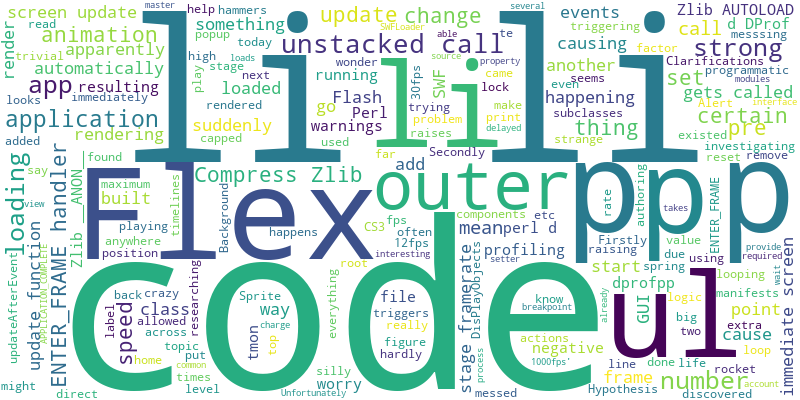 master
several
Zlib AUTOLOAD
read
popup
help
hammers
SWFLoader
able
te
events
d DProf
screen update
something
update
change
triggering
messsing
render
animation
today
unstacked call
causing
factor
call
strong
trivial
apparently
high
stage
source
property
Clarifications
automatically
play
loads
wonder
lock
another
seems
set
programmatic
app
resulting
next
30fps
came
happening
even
modules
looks
immediately
loaded
running
Flash
trying
SWF
make
subclasses
gets called
application
rendered
go
Perl
problem
print
thing
Alert
interface
added
rendering
suddenly
capped
warnings
raises
delayed
strange
certain
existed
pre
used
far
Secondly
reset
investigating
remove
li li li
loading
say
view
found
Zlib __ANON__
maximum
built
timelines
Compress Zlib
add
outer
ppp
Flex
playing
Background
CS3
fps
components
mean
perl d
etc
rate
authoring
takes
ENTER_FRAME
anywhere
position
happens
often
12fps
profiling
Firstly
raising
due
value
provide
required
immediate screen
updateAfterEvent
APPLICATION_COMPLETE
update function
ENTER_FRAME handler
interesting
setter
root
everything
start
spring
using
wait
back
crazy
Sprite
file
stage framerate
DisPlayObjects
know
breakpoint
dprofpp
already
GUI
logic
looping
manifests
label
speed
class
allowed
researching
way
triggers
really
code
ul
big
two
extra
point
cause
across
topic
tmon
charge
figure
hardly
actions
negative
rocket
home
put
top
silly
worry
process
1000fps'
line
done
life
loop
might
common
times
level
Unfortunately
messed
frame
Hypothesis
number
account
direct
discovered